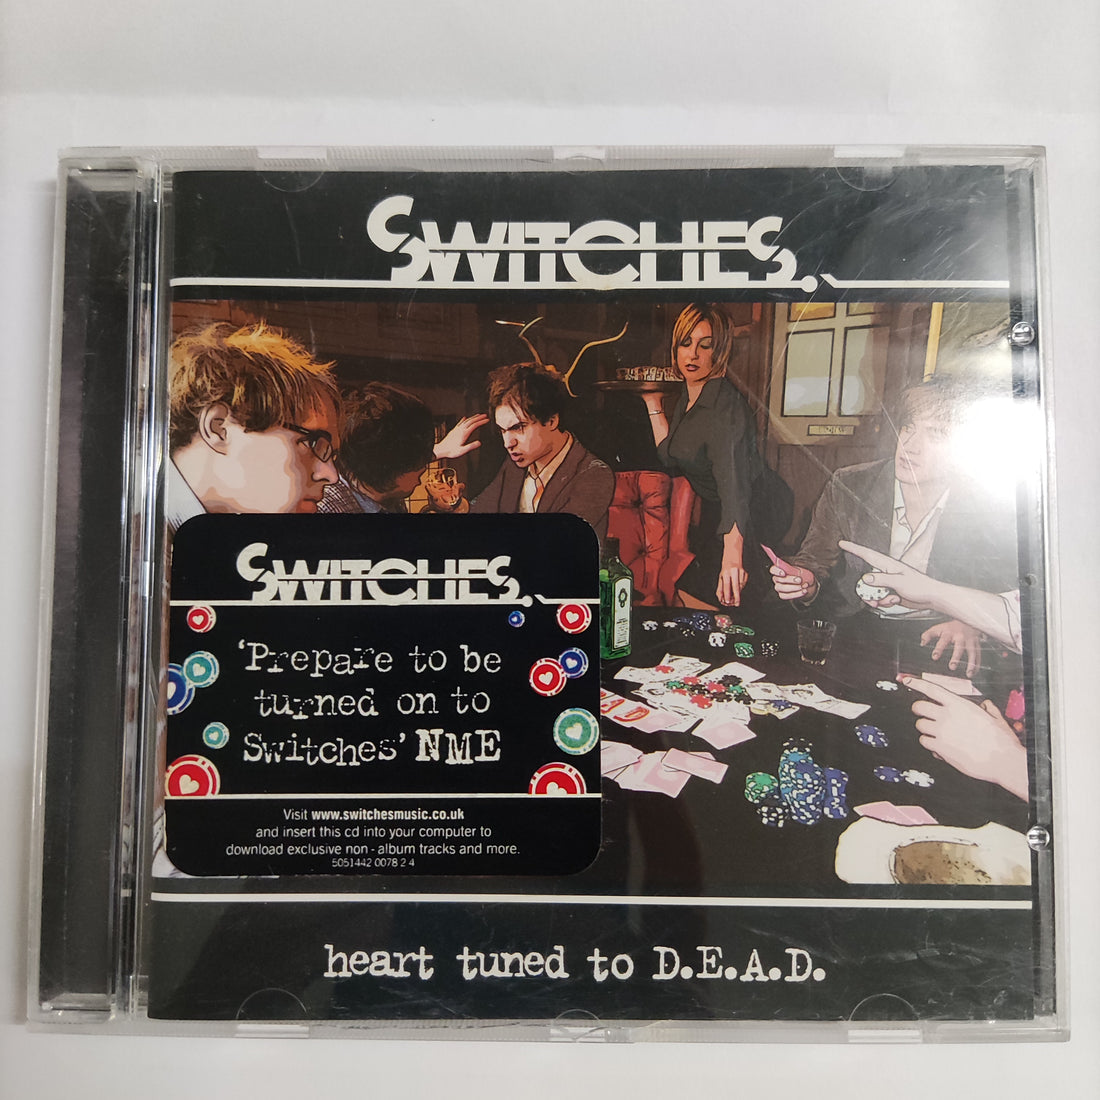 SWITCHES.
SWITCHES.
'Prepare to be
turned on to
Switches' NME
Visit www.switchesmusic.co.uk
and insert this cd into your computer to
download exclusive non - album tracks and more.
5051442 0078 2 4
heart tuned to D.E.A.D.